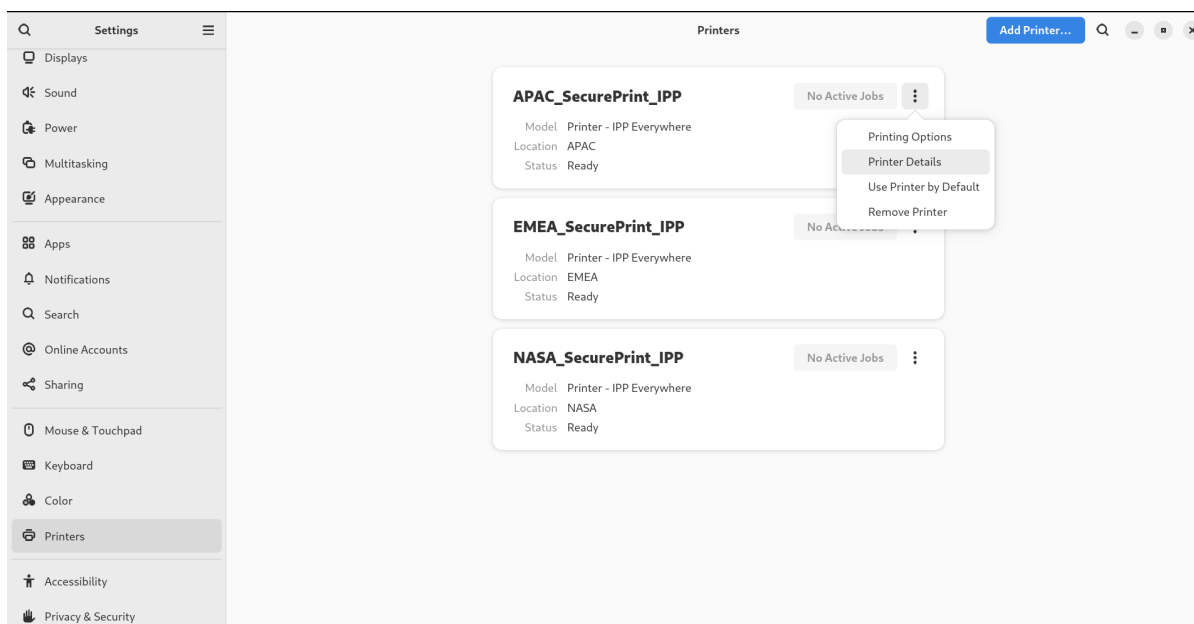 Settings
Displays
Sound
Power
Multitasking
Appearance
Apps
Notifications
Search
Online Accounts
Sharing
Mouse & Touchpad
Keyboard
Color
Printers
Accessibility
Privacy & Security
Printers
Add Printer...
APAC_SecurePrint_IPP
No Active Jobs
Model Printer - IPP Everywhere
Location APAC
Status Ready
Printing Options
Printer Details
Use Printer by Default
Remove Printer
EMEA_SecurePrint_IPP
Model Printer - IPP Everywhere
Location EMEA
Status Ready
NASA_SecurePrint_IPP
No Active Jobs
Model Printer - IPP Everywhere
Location NASA
Status Ready